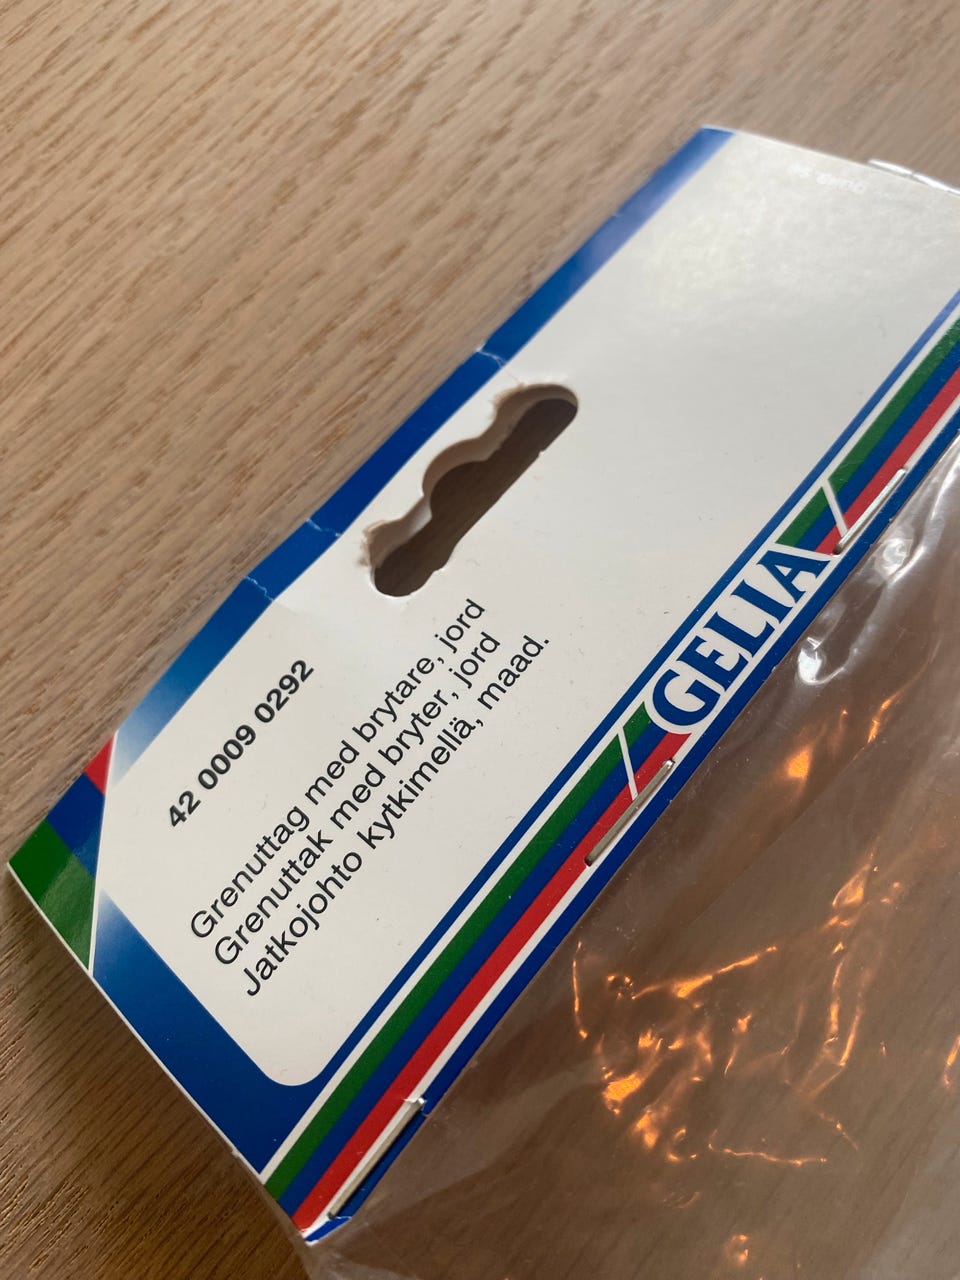 42 0009 0292
Grenuttag med brytare, jord
Grenuttak med bryter, jord
Jatkojohto kytkimellä, maad.
GELIA